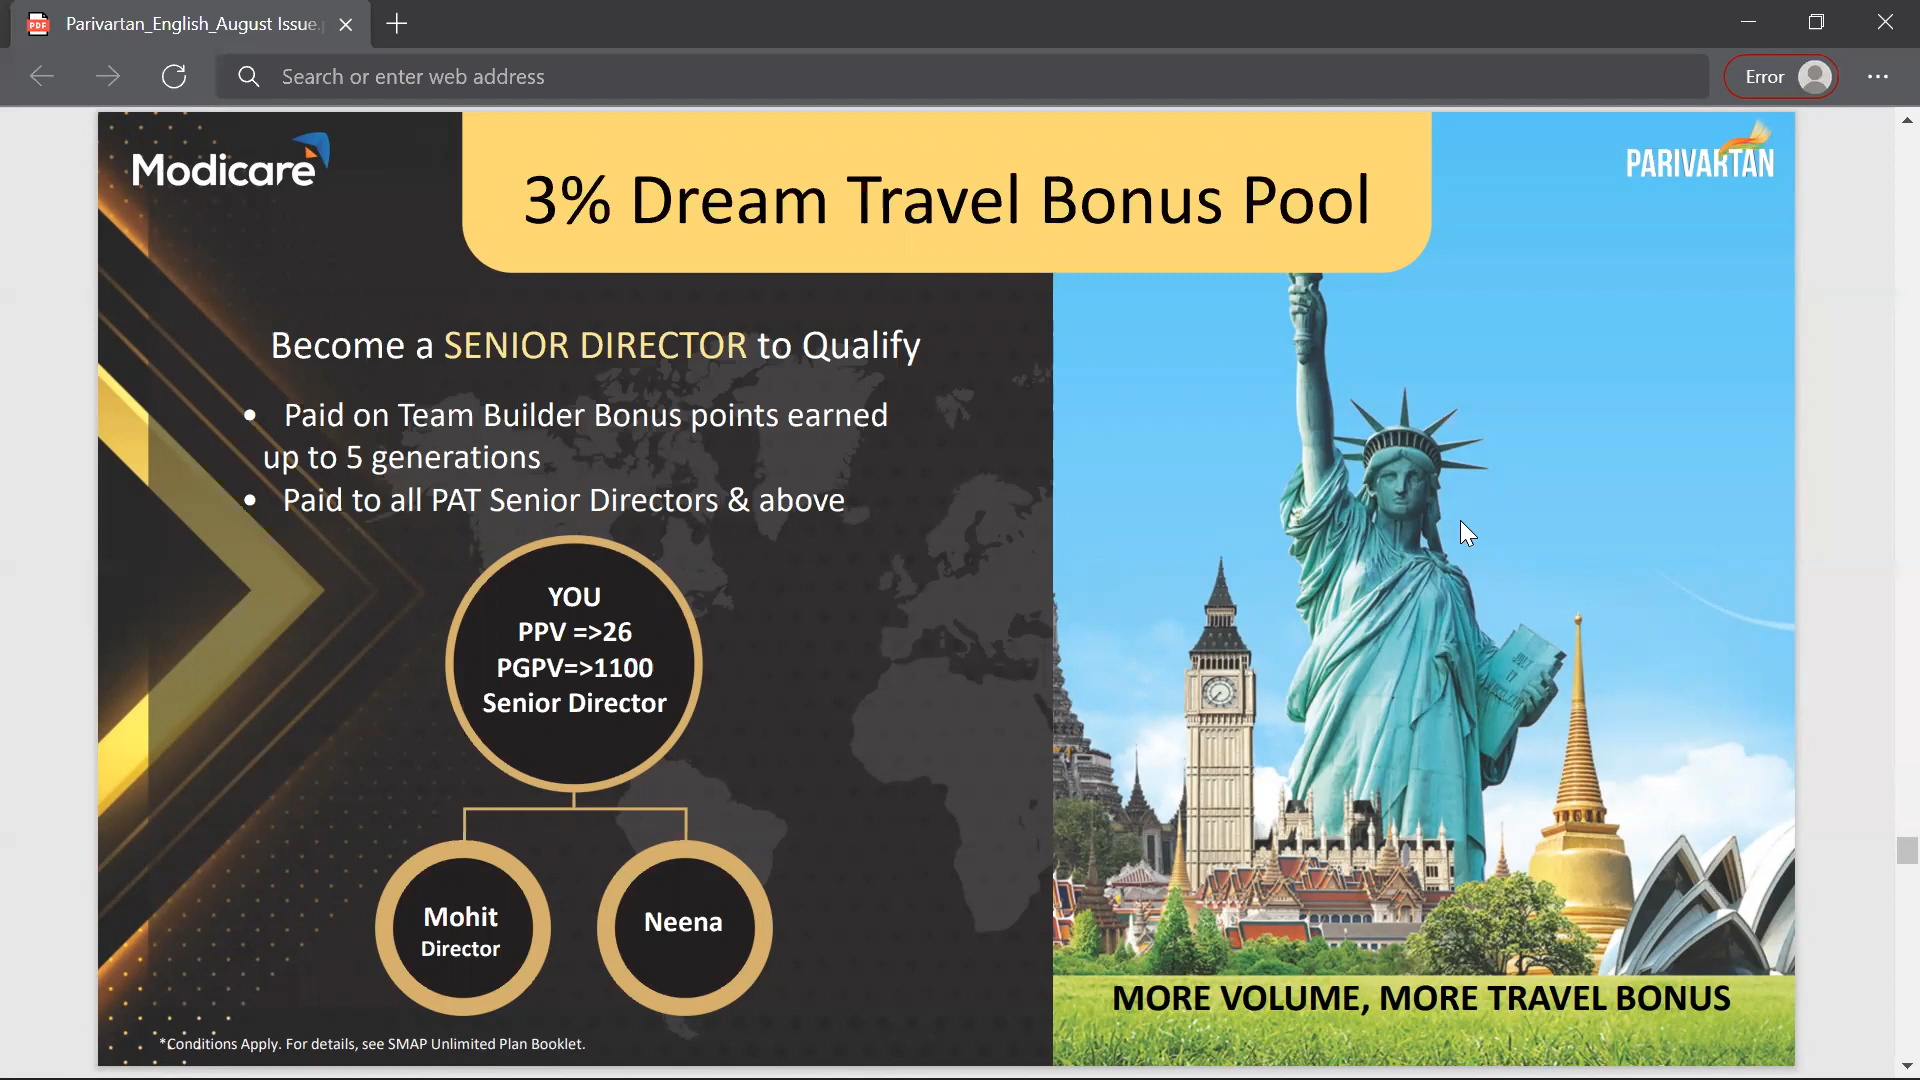 Parivartan_English_August Issue.
Search or enter web address
Error
Modicare
3% Dream Travel Bonus Pool
PARIVARTAN
Become a SENIOR DIRECTOR to Qualify
• Paid on Team Builder Bonus points earned
up to 5 generations
• Paid to all PAT Senior Directors & above
YOU
PPV =>26
PGPV=>1100
Senior Director
Mohit
Director
Neena
*Conditions Apply. For details, see SMAP Unlimited Plan Booklet.
MORE VOLUME, MORE TRAVEL BONUS